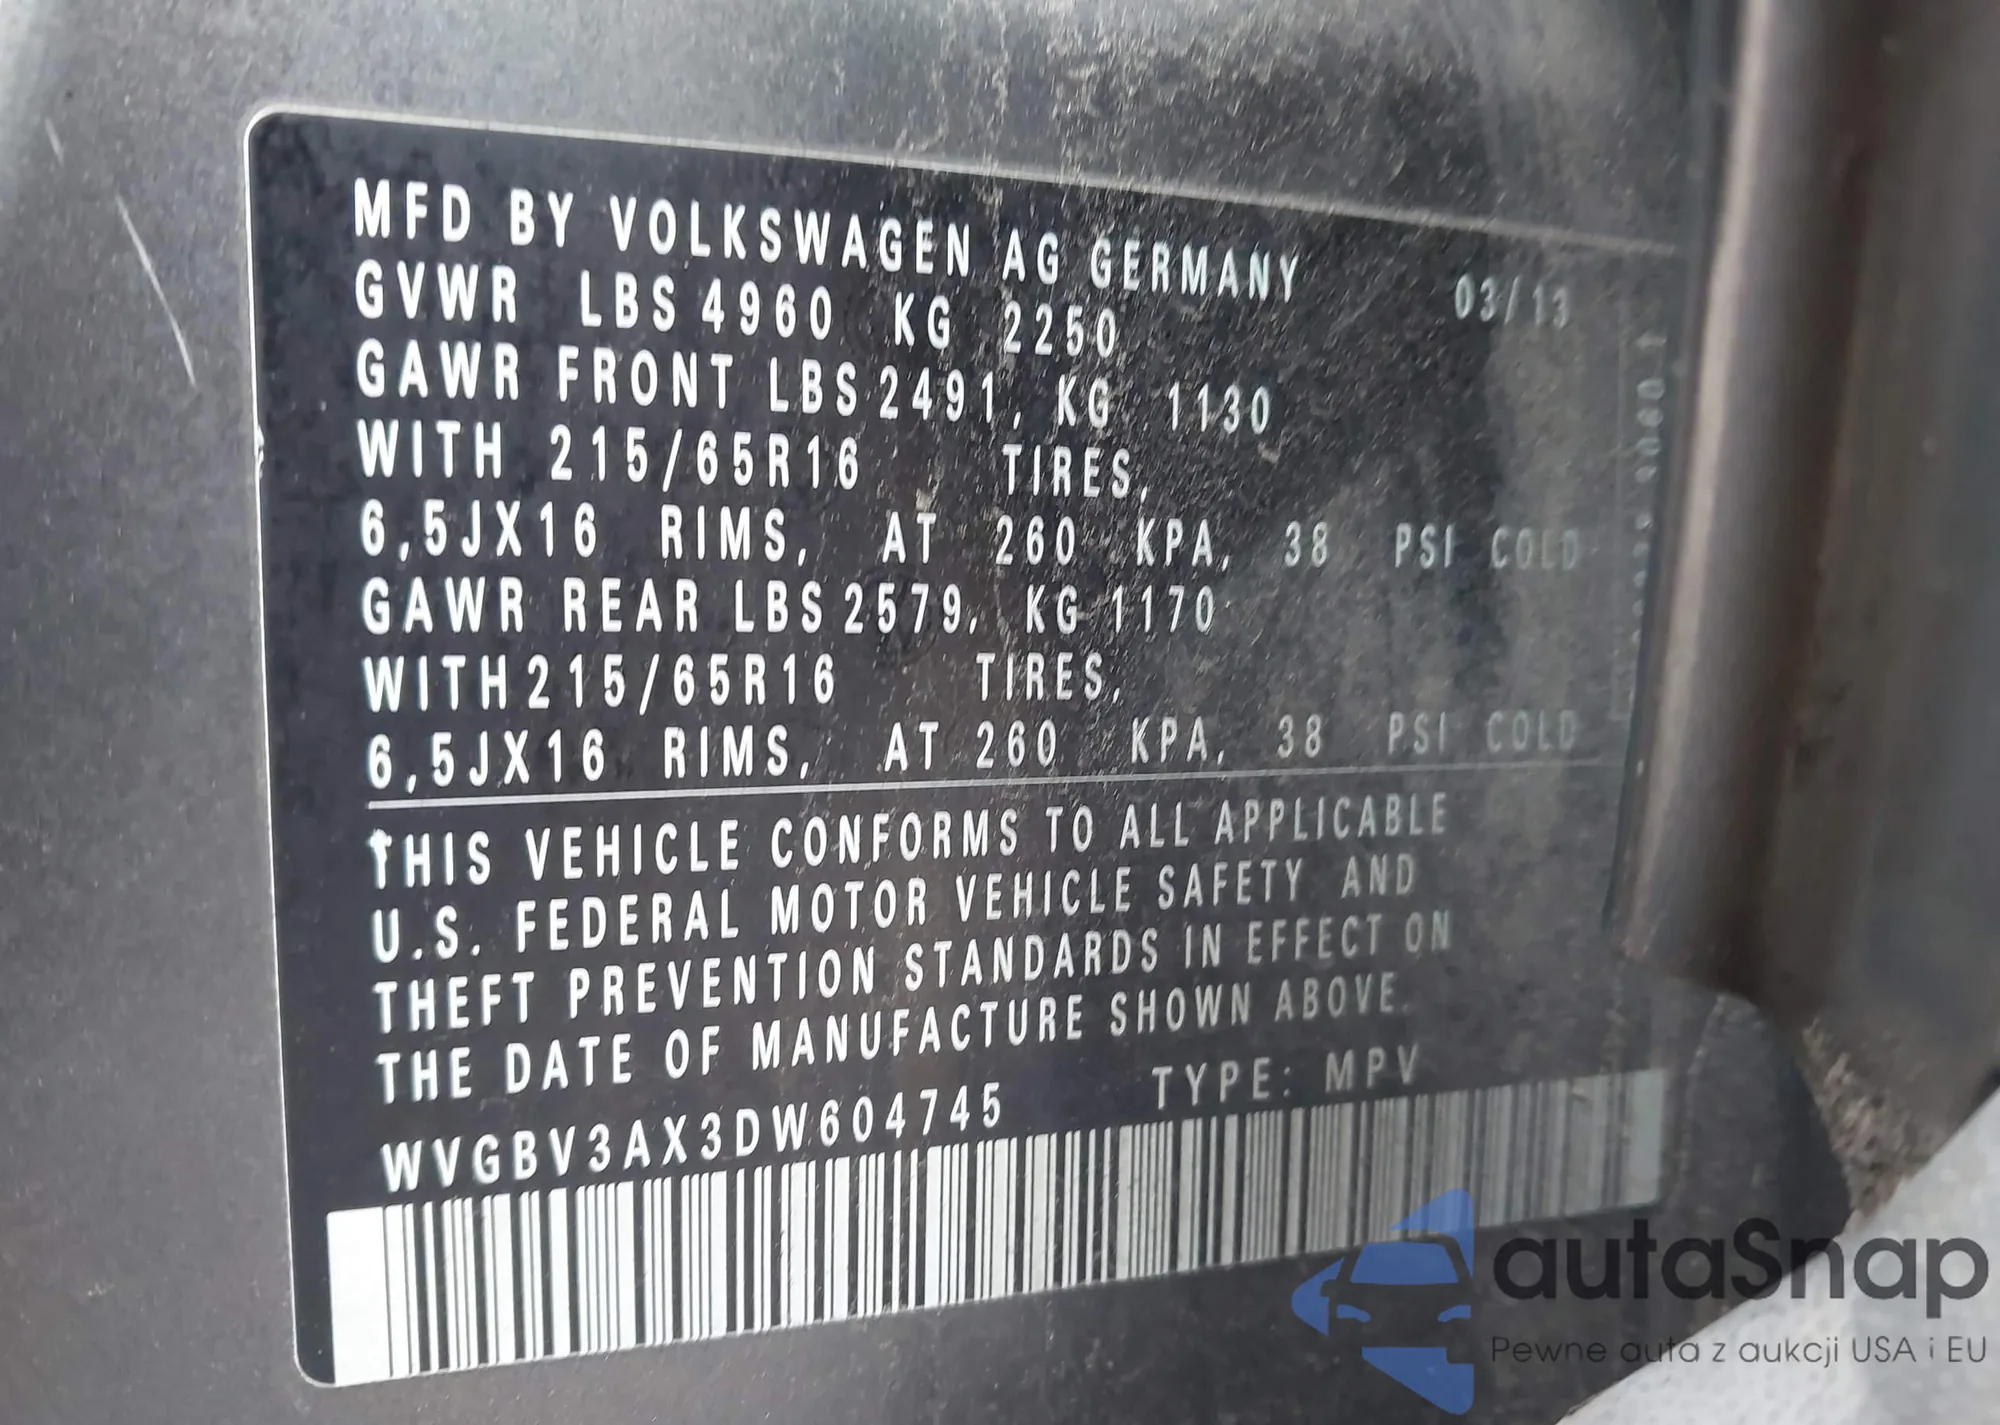 MFD BY VOLKSWAGEN AG GERMANY 03/13
GVWR LBS 4960 KG 2250
GAWR FRONT LBS 2491, KG 1130
WITH 215/65R16 TIRES,
6,5JX16 RIMS, AT 260 KPA, 38 PSI COLD
GAWR REAR LBS 2579, KG 1170
WITH 215/65R16 TIRES,
6,5JX16 RIMS, AT 260 KPA, 38 PSI COLD
THIS VEHICLE CONFORMS TO ALL APPLICABLE
U.S. FEDERAL MOTOR VEHICLE SAFETY AND
THEFT PREVENTION STANDARDS IN EFFECT ON
THE DATE OF MANUFACTURE SHOWN ABOVE.
WVGBV3AX3DW604745 TYPE: MPV
autaSnap
Pewne auta z aukcji USA i EU